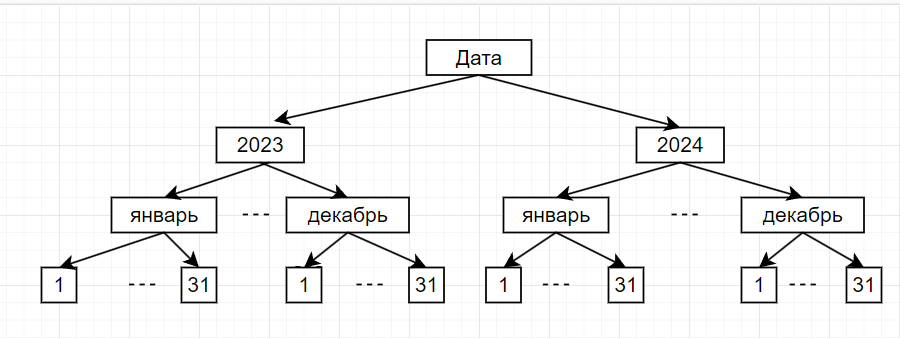 Дата
2023
2024
январь --- декабрь
январь --- декабрь
1 --- 31
1 --- 31
1 --- 31
1 --- 31